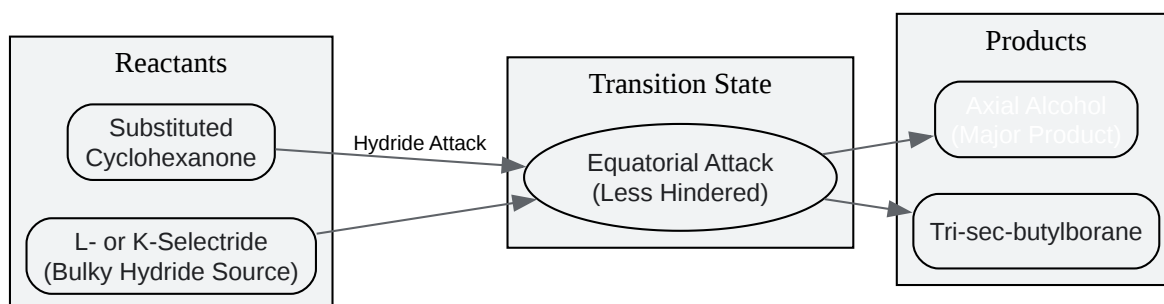 Reactants
Substituted
Cyclohexanone
L- or K-Selectride
(Bulky Hydride Source)
Hydride Attack
Transition State
Equatorial Attack
(Less Hindered)
Products
Axial Alcohol
(Major Product)
Tri-sec-butylborane